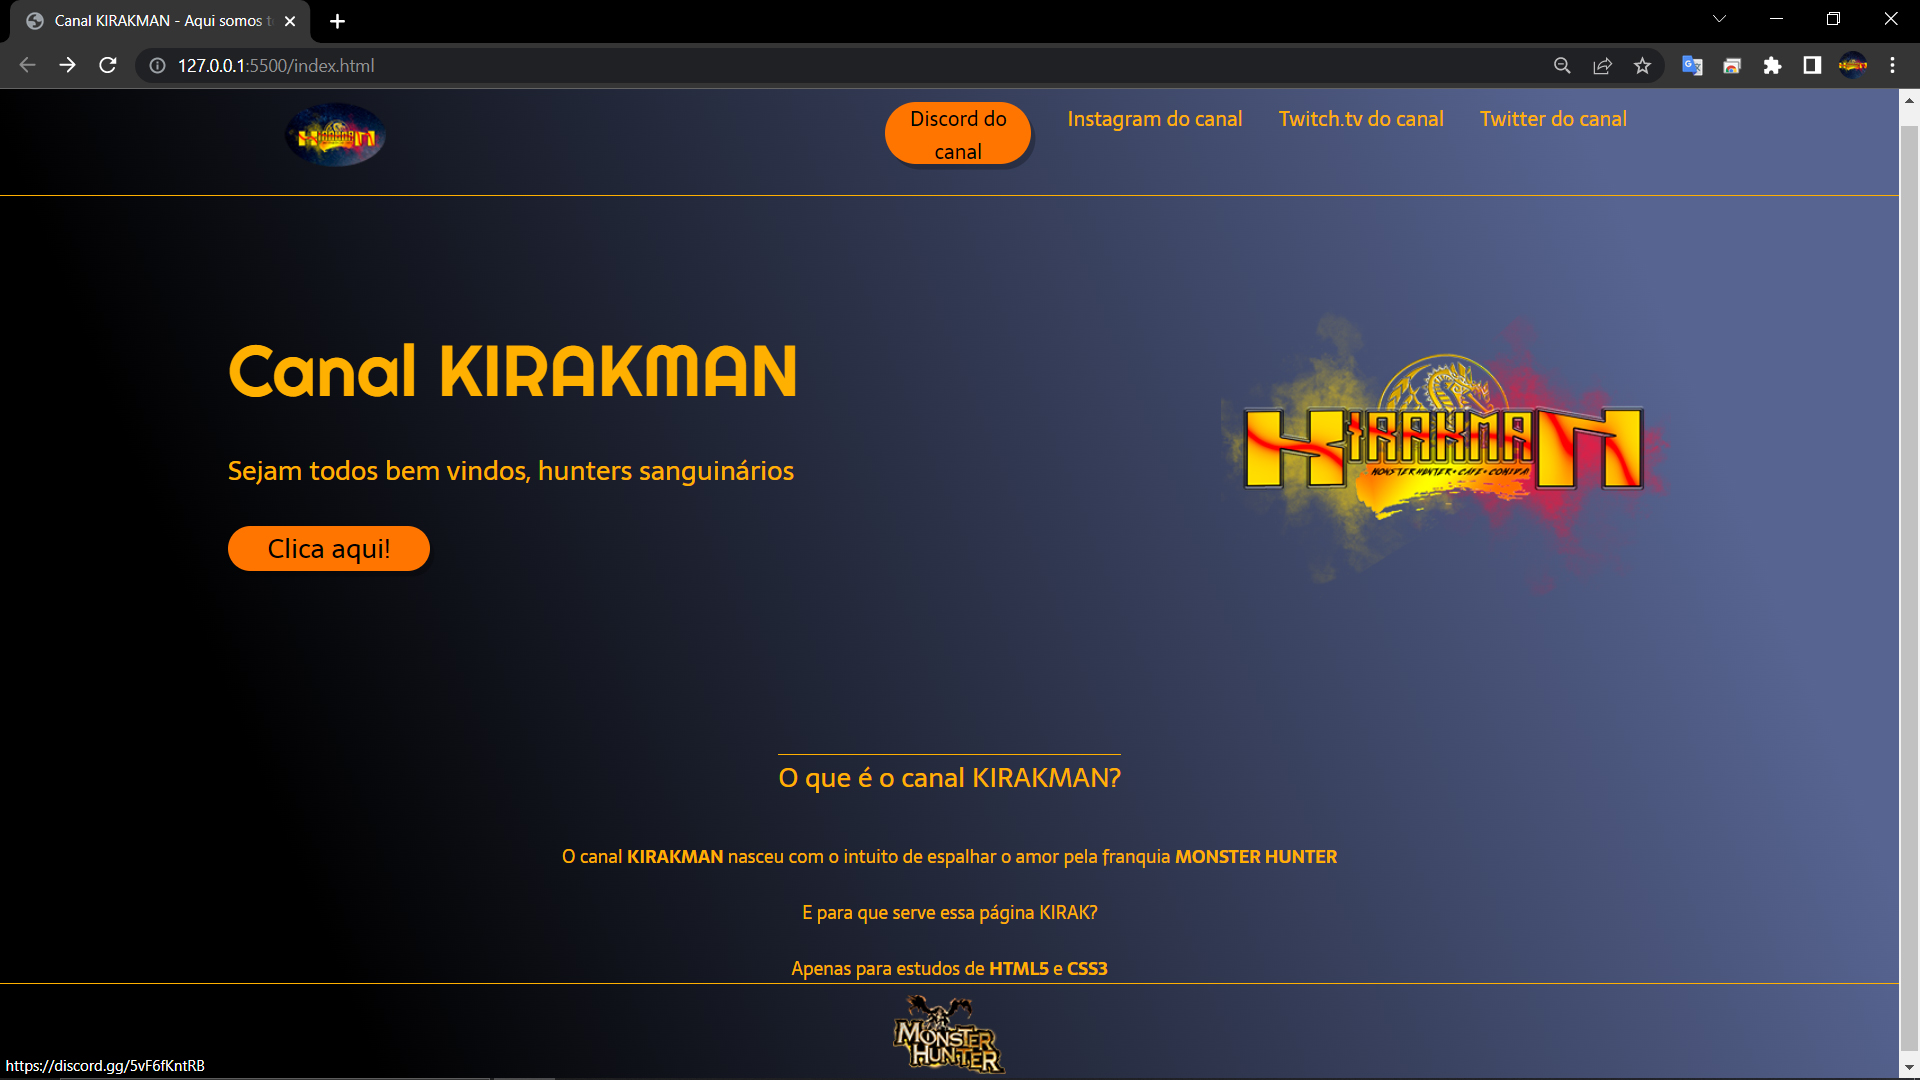 Canal KIRAKMAN - Aqui somos t
127.0.0.1:5500/index.html
KIRAKMAN
Discord do
canal
Instagram do canal
Twitch.tv do canal
Twitter do canal
Canal KIRAKMAN
Sejam todos bem vindos, hunters sanguinários
Clica aqui!
KIRAKMAN
MONSTER HUNTER • CAFE • COMIDA
O que é o canal KIRAKMAN?
O canal KIRAKMAN nasceu com o intuito de espalhar o amor pela franquia MONSTER HUNTER
E para que serve essa página KIRAK?
Apenas para estudos de HTML5 e CSS3
MONSTER
HUNTER
https://discord.gg/5vF6fKntRB